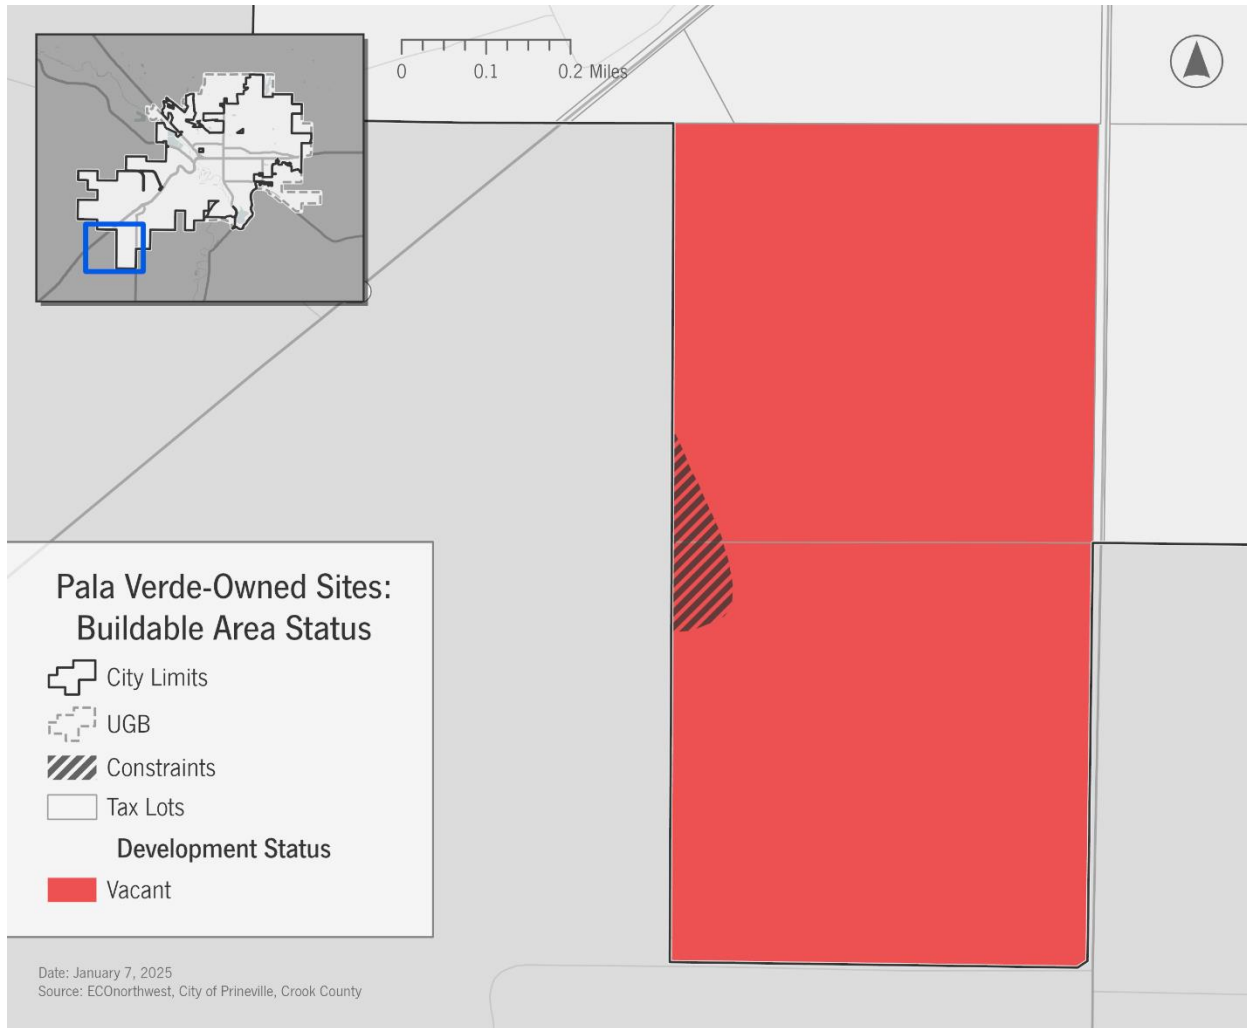 0 0.1 0.2 Miles
Pala Verde-Owned Sites:
Buildable Area Status
City Limits
UGB
Constraints
Tax Lots
Development Status
Vacant
Date: January 7, 2025
Source: ECOnorthwest, City of Prineville, Crook County